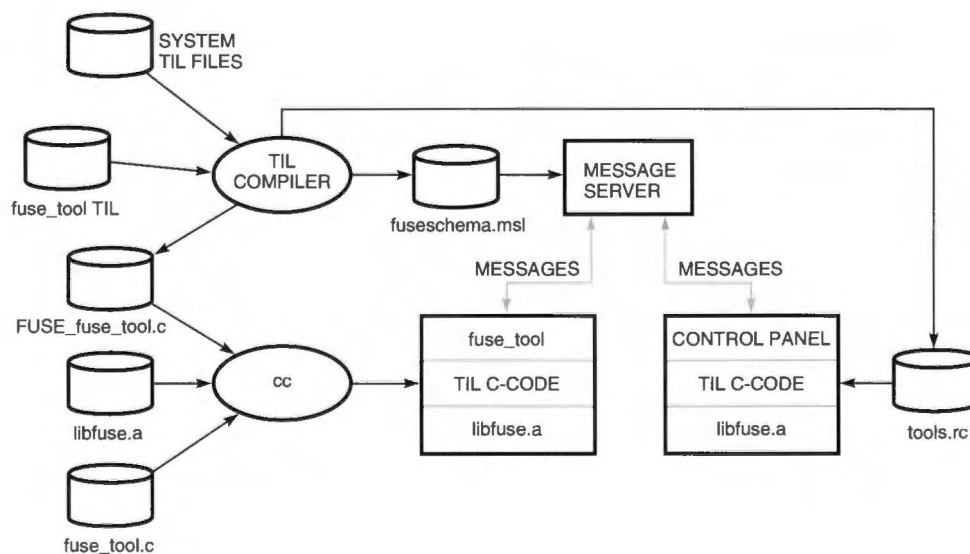 SYSTEM
TIL FILES
fuse_tool TIL
TIL
COMPILER
fuseschema.msl
MESSAGE
SERVER
FUSE_fuse_tool.c
MESSAGES
MESSAGES
libfuse.a
cc
fuse_tool
TIL C-CODE
libfuse.a
CONTROL PANEL
TIL C-CODE
libfuse.a
tools.rc
fuse_tool.c